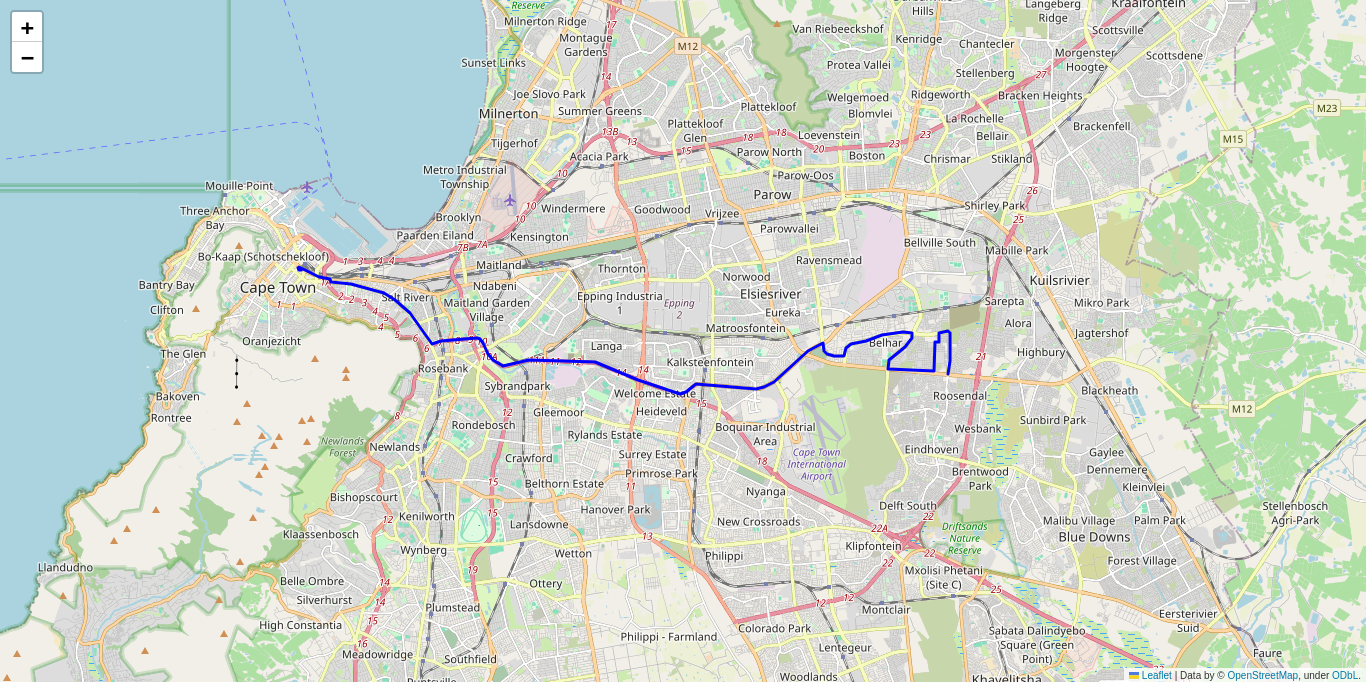 +
−
Reserve
Milnerton Ridge
Montague
Gardens
M12
Sunset Links
Joe Slovo Park
Summer Greens
Milnerton
Tijgerhof
Acacia Park
Metro Industrial
Township
Van Riebeeckshof
Kenridge
Chantecler
Protea Vallei
Stellenberg
Langeberg
Ridge
Kraaifontein
Scottsville
Morgenster
Hoogte
Scottsdene
Plattekloof
Plattekloof
Glen
Welgemoed
Blomvlei
Ridgeworth
Bracken Heights
La Rochelle
Loevenstein
Bellair
Brackenfell
M23
M15
Parow North
Boston
Chrismar
Stikland
Parow-Oos
Parow
Mouille Point
Three Anchor
Bay
Bo-Kaap (Schotschekloof)
Bantry Bay
Cape Town
Clifton
Oranjezicht
The Glen
Bakoven
Rontree
Brooklyn
Paarden Eiland
Windermere
Goodwood
Vrijzee
Kensington
Maitland
Ndabeni
Thornton
Parowvallei
Shirley Park
Bellville South
Mabille Park
Ravensmead
Norwood
Elsiesriver
Kuilsrivier
Salt River
Maitland Garden
Village
Epping Industria
1
Epping
2
Eureka
Matroosfontein
Sarepta
Mikro Park
Alora
Jagtershof
Langa
Kalksteenfontein
Belhar
Highbury
Rosebank
Sybrandpark
Welcome Estate
Blackheath
Roosendal
M12
Gleemoor
Heideveld
Rondebosch
Boquinar Industrial
Area
Wesbank
Sunbird Park
Newlands
Forest
Newlands
Rylands Estate
Surrey Estate
Crawford
Primrose Park
Belthorn Estate
Cape Town
International
Airport
Eindhoven
Gaylee
Dennemere
Brentwood
Park
Kleinvlei
Bishopscourt
Kenilworth
Hanover Park
Nyanga
Delft South
Klaassenbosch
Lansdowne
New Crossroads
Driftsands
Nature
Reserve
Malibu Village
Palm Park
Stellenbosch
Agri-Park
Blue Downs
Wynberg
Wetton
Philippi
Klipfontein
Forest Village
Llandudno
Belle Ombre
Silverhurst
Ottery
Mxolisi Phetani
(Site C)
Plumstead
Montclair
Eersterivier
Suid
High Constantia
Philippi - Farmland
Colorado Park
Sabata Dalindyebo
Square (Green
Point)
Meadowridge
Southfield
Lentegeur
Faure
Woodlands
Khayelitsha
Leaflet | Data by © OpenStreetMap, under ODbL.